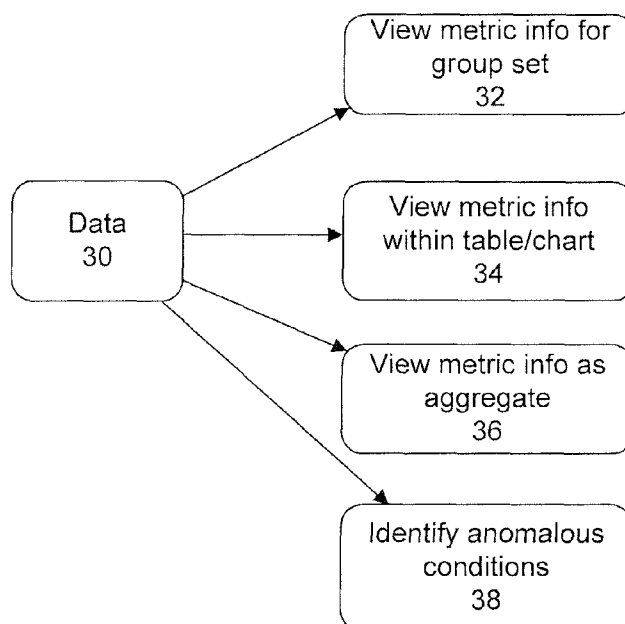 View metric info for
group set
32
Data
30
View metric info
within table/chart
34
View metric info as
aggregate
36
Identify anomalous
conditions
38